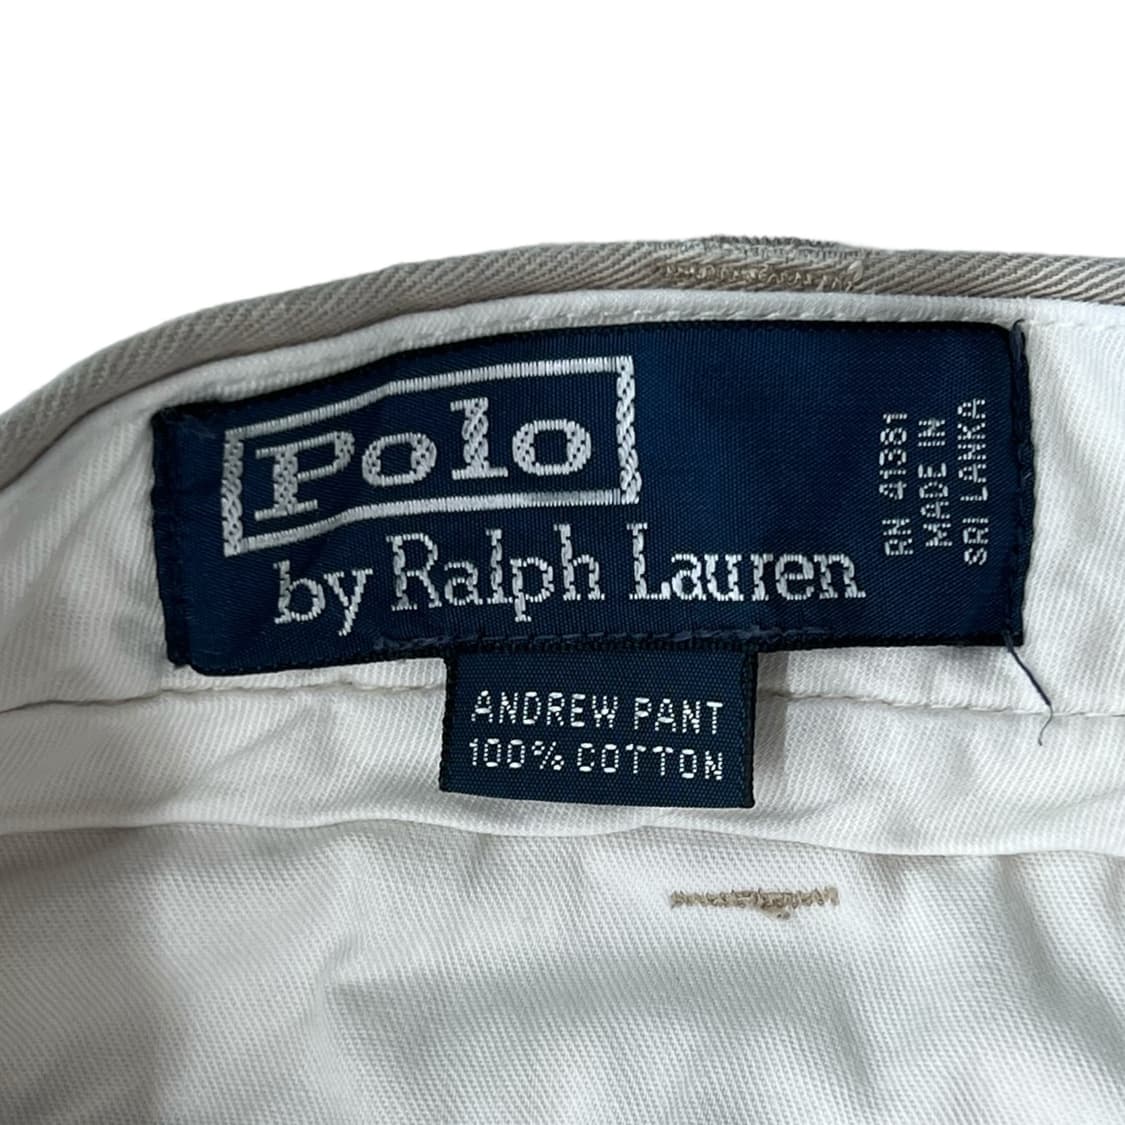 Polo
by Ralph Lauren
RN 41381
MADE IN
SRI LANKA
ANDREW PANT
100% COTTON